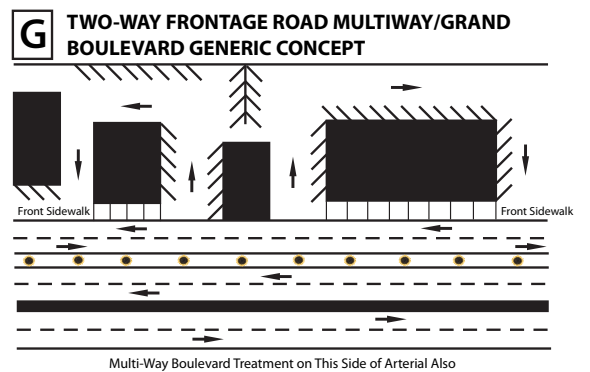 G
TWO-WAY FRONTAGE ROAD MULTIWAY/GRAND
BOULEVARD GENERIC CONCEPT
Front Sidewalk
Front Sidewalk
Multi-Way Boulevard Treatment on This Side of Arterial Also